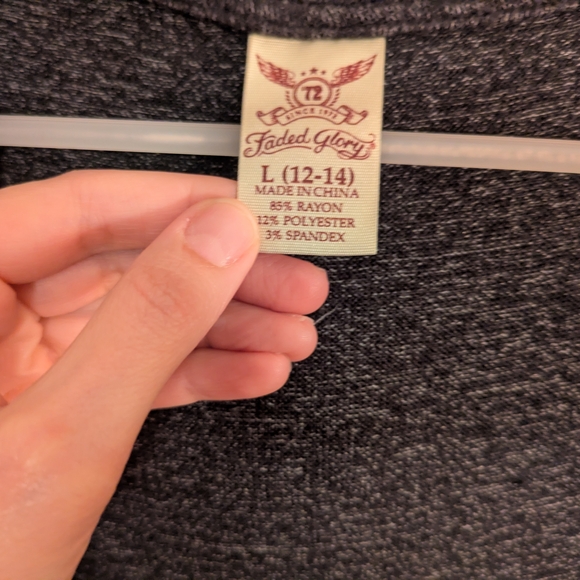 72
SINCE 1972
Faded Glory
L (12-14)
MADE IN CHINA
85% RAYON
12% POLYESTER
3% SPANDEX